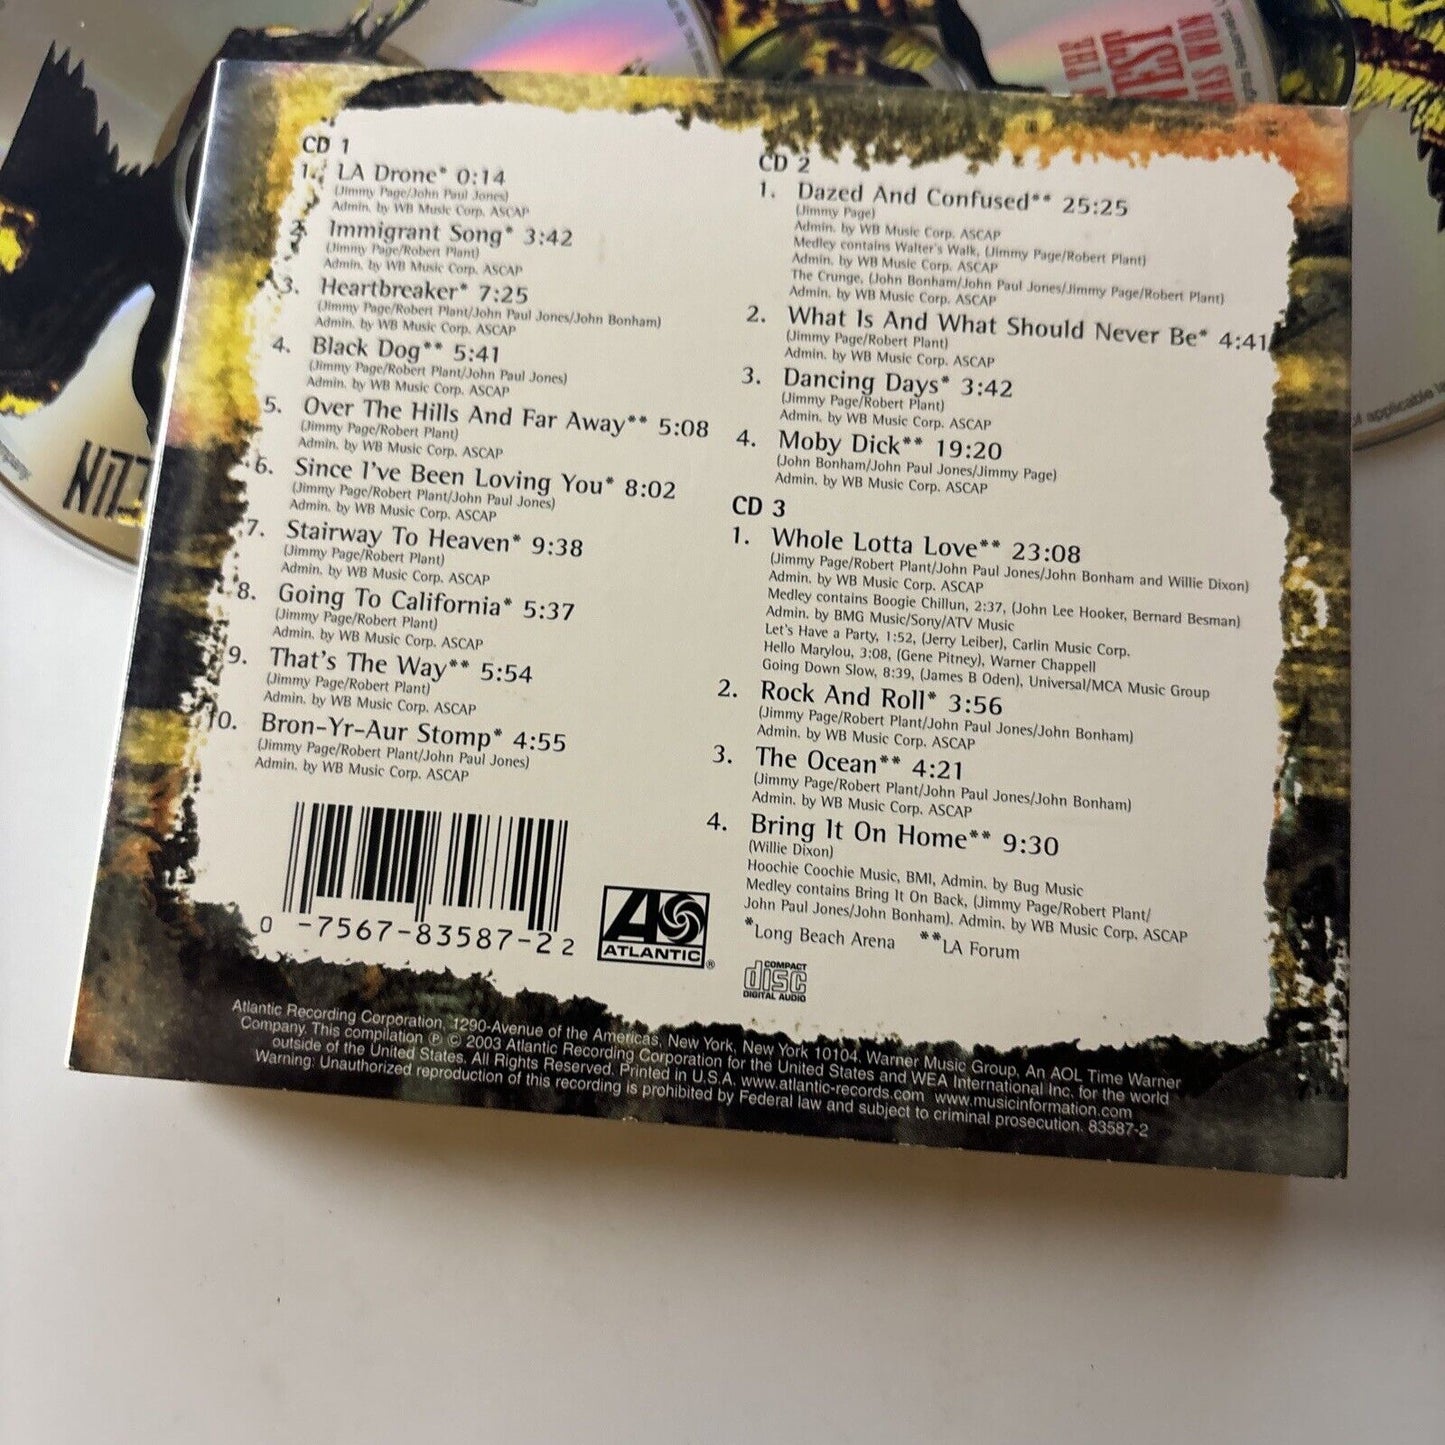 THE
WEST
WAS WON
CD 1
1. LA Drone* 0:14
(Jimmy Page/John Paul Jones)
Admin. by WB Music Corp. ASCAP
2. Immigrant Song* 3:42
(Jimmy Page/Robert Plant)
Admin. by WB Music Corp. ASCAP
3. Heartbreaker* 7:25
(Jimmy Page/Robert Plant/John Paul Jones/John Bonham)
Admin. by WB Music Corp. ASCAP
4. Black Dog** 5:41
(Jimmy Page/Robert Plant/John Paul Jones)
Admin. by WB Music Corp. ASCAP
5. Over The Hills And Far Away** 5:08
(Jimmy Page/Robert Plant)
Admin. by WB Music Corp. ASCAP
6. Since I've Been Loving You* 8:02
(Jimmy Page/Robert Plant/John Paul Jones)
Admin. by WB Music Corp. ASCAP
7. Stairway To Heaven* 9:38
(Jimmy Page/Robert Plant)
Admin. by WB Music Corp. ASCAP
8. Going To California* 5:37
(Jimmy Page/Robert Plant)
Admin. by WB Music Corp. ASCAP
9. That's The Way** 5:54
(Jimmy Page/Robert Plant)
Admin. by WB Music Corp. ASCAP
10. Bron-Yr-Aur Stomp* 4:55
(Jimmy Page/Robert Plant/John Paul Jones)
Admin. by WB Music Corp. ASCAP
0 -7567-83587-2 2
ATLANTIC ®
CD 2
1. Dazed And Confused** 25:25
(Jimmy Page)
Admin. by WB Music Corp. ASCAP
Medley contains Walter's Walk, (Jimmy Page/Robert Plant)
Admin. by WB Music Corp. ASCAP
The Crunge, (John Bonham/John Paul Jones/Jimmy Page/Robert Plant)
Admin. by WB Music Corp. ASCAP
2. What Is And What Should Never Be* 4:41
(Jimmy Page/Robert Plant)
Admin. by WB Music Corp. ASCAP
3. Dancing Days* 3:42
(Jimmy Page/Robert Plant)
Admin. by WB Music Corp. ASCAP
4. Moby Dick** 19:20
(John Bonham/John Paul Jones/Jimmy Page)
Admin. by WB Music Corp. ASCAP
CD 3
1. Whole Lotta Love** 23:08
(Jimmy Page/Robert Plant/John Paul Jones/John Bonham and Willie Dixon)
Admin. by WB Music Corp. ASCAP
Medley contains Boogie Chillun, 2:37, (John Lee Hooker, Bernard Besman)
Admin. by BMG Music/Sony/ATV Music
Let's Have a Party, 1:52, (Jerry Leiber), Carlin Music Corp.
Hello Marylou, 3:08, (Gene Pitney), Warner Chappell
Going Down Slow, 8:39, (James B Oden), Universal/MCA Music Group
2. Rock And Roll* 3:56
(Jimmy Page/Robert Plant/John Paul Jones/John Bonham)
Admin. by WB Music Corp. ASCAP
3. The Ocean** 4:21
(Jimmy Page/Robert Plant/John Paul Jones/John Bonham)
Admin. by WB Music Corp. ASCAP
4. Bring It On Home** 9:30
(Willie Dixon)
Hoochie Coochie Music, BMI, Admin. by Bug Music
Medley contains Bring It On Back, (Jimmy Page/Robert Plant/
John Paul Jones/John Bonham). Admin. by WB Music Corp. ASCAP
*Long Beach Arena **LA Forum
COMPACT
disc
DIGITAL AUDIO
Atlantic Recording Corporation, 1290-Avenue of the Americas, New York, New York 10104. Warner Music Group, An AOL Time Warner
Company. This compilation ℗ © 2003 Atlantic Recording Corporation for the United States and WEA International Inc. for the world
outside of the United States. All Rights Reserved. Printed in U.S.A. www.atlantic-records.com www.musicinformation.com
Warning: Unauthorized reproduction of this recording is prohibited by Federal law and subject to criminal prosecution. 83587-2